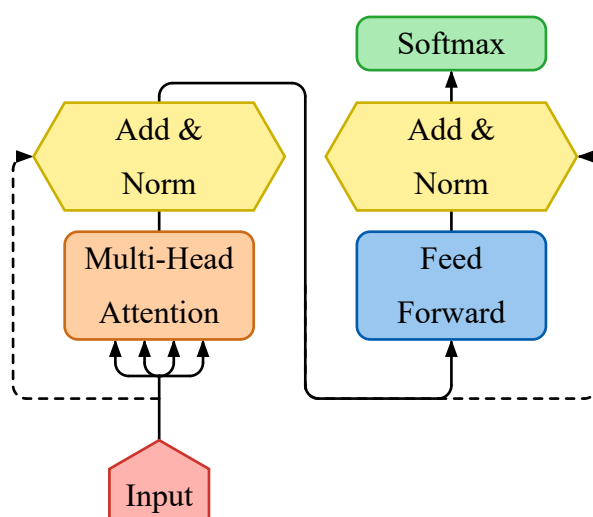 Softmax
Add &
Norm
Add &
Norm
Multi-Head
Attention
Feed
Forward
Input